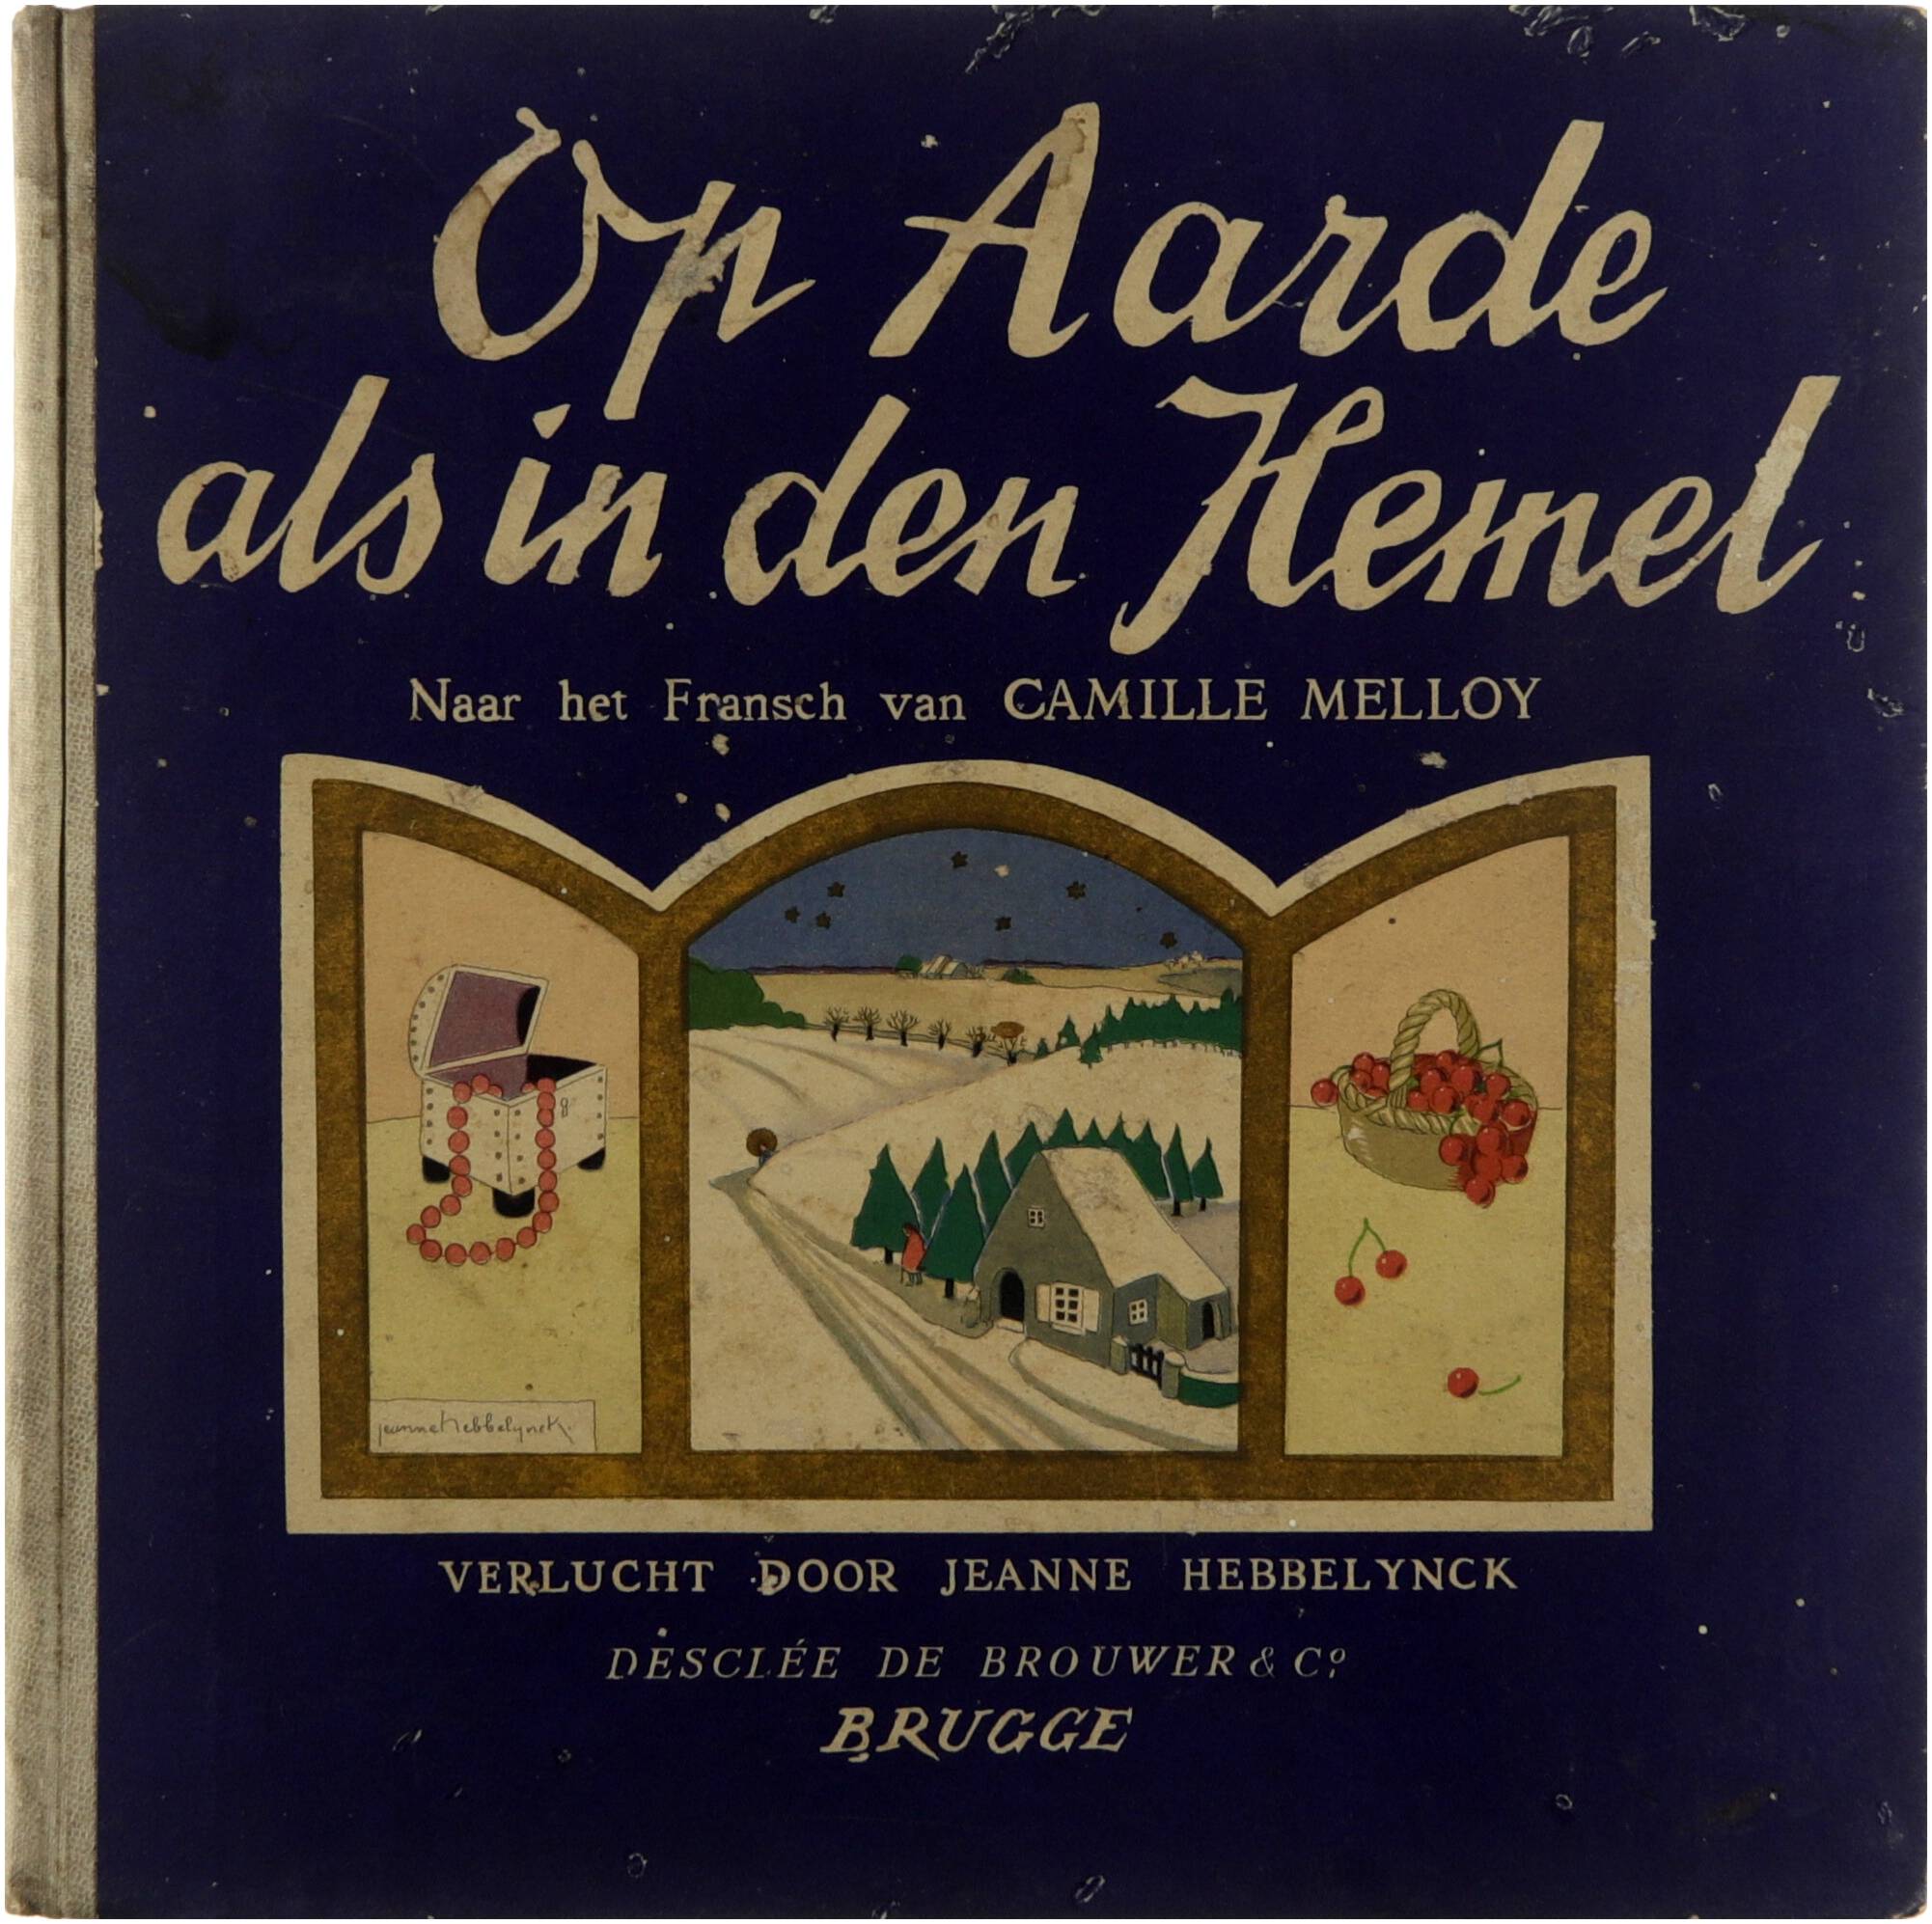 Op Aarde
als in den Hemel
Naar het Fransch van CAMILLE MELLOY
jeanne hebbelynck.
VERLUCHT DOOR JEANNE HEBBELYNCK
DESCLÉE DE BROUWER & Cº
BRUGGE